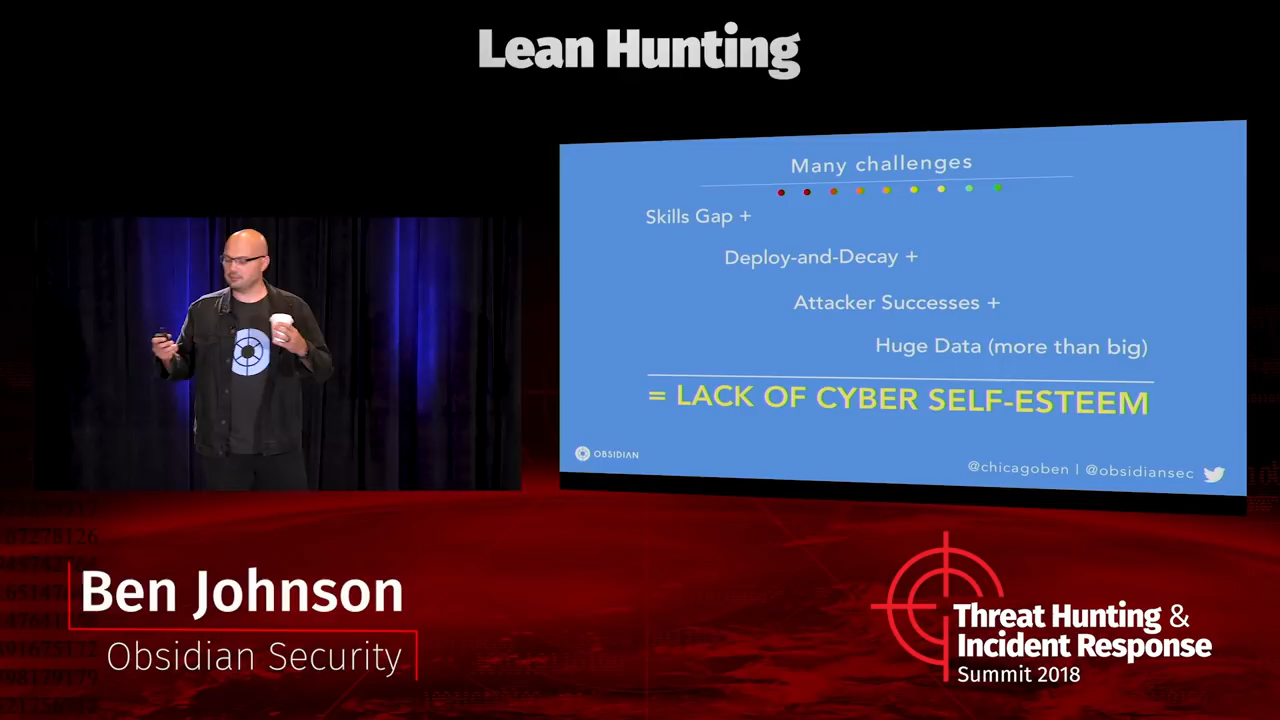 Lean Hunting
Many challenges
Skills Gap +
Deploy-and-Decay +
Attacker Successes +
Huge Data (more than big)
= LACK OF CYBER SELF-ESTEEM
OBSIDIAN
@chicagoben | @obsidiansec
Ben Johnson
Obsidian Security
Threat Hunting &
Incident Response
Summit 2018